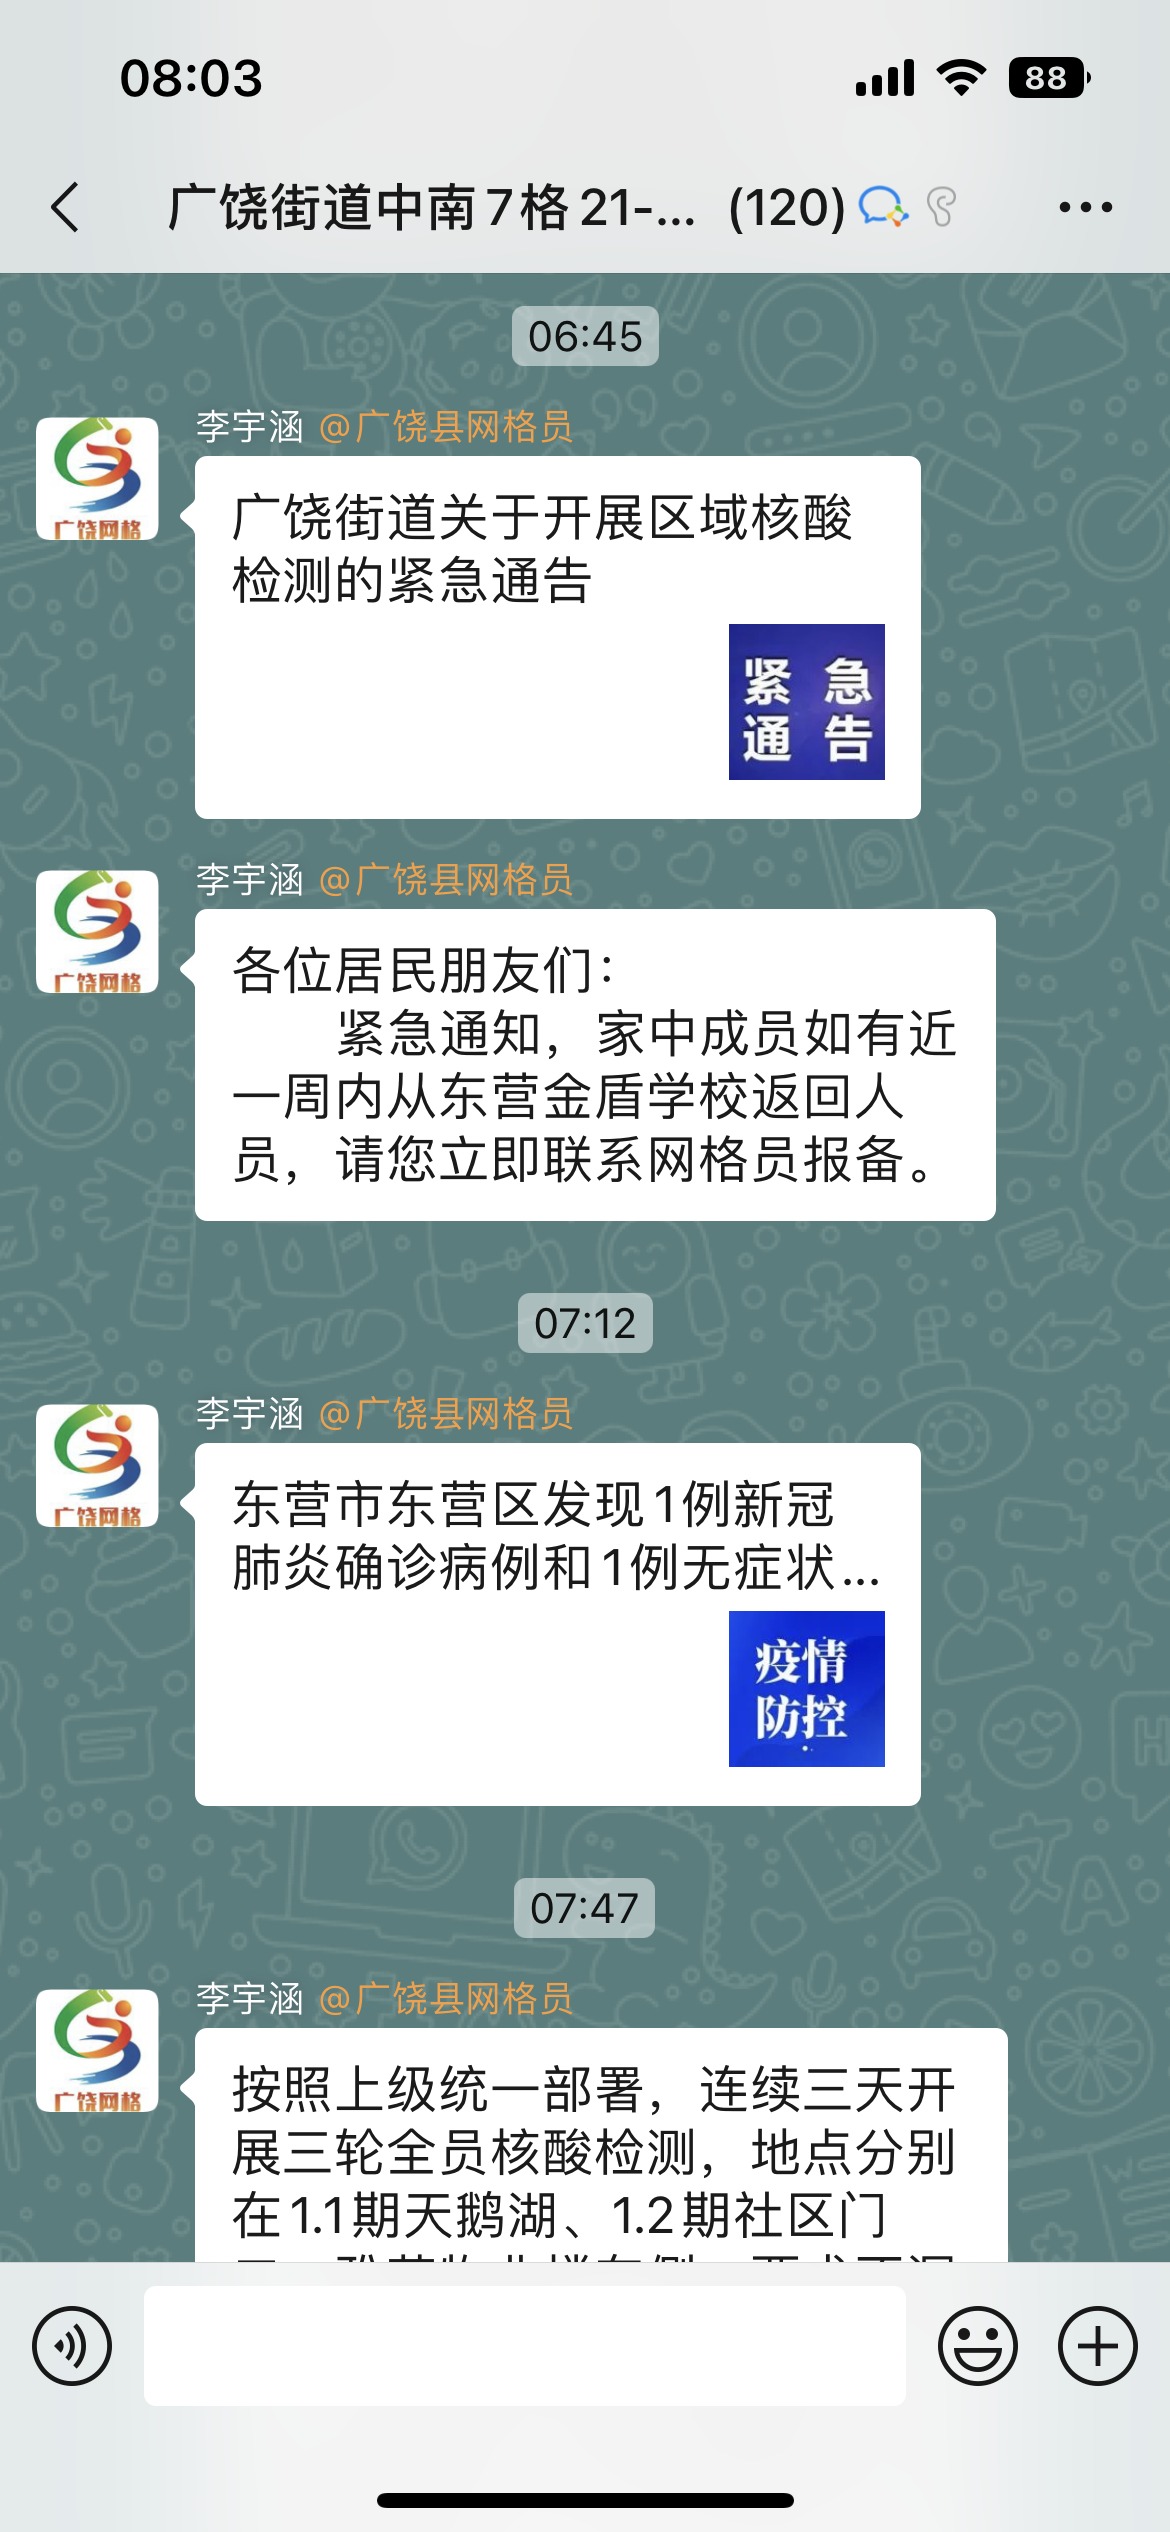 08:03
88
广饶街道中南7格21-... (120)
06:45
李宇涵 @广饶县网格员
广饶网格
广饶街道关于开展区域核酸
检测的紧急通告
紧急
通告
李宇涵 @广饶县网格员
广饶网格
各位居民朋友们：
紧急通知，家中成员如有近
一周内从东营金盾学校返回人
员，请您立即联系网格员报备。
07:12
李宇涵 @广饶县网格员
广饶网格
东营市东营区发现1例新冠
肺炎确诊病例和1例无症状...
疫情
防控
07:47
李宇涵 @广饶县网格员
广饶网格
按照上级统一部署，连续三天开
展三轮全员核酸检测，地点分别
在1.1期天鹅湖、1.2期社区门